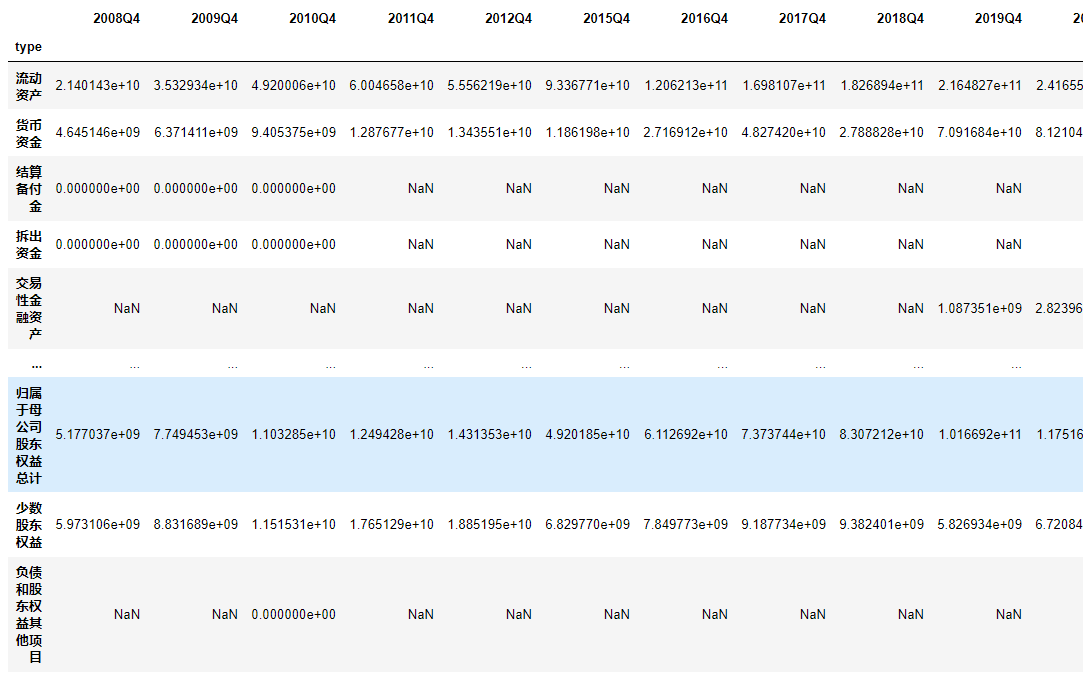 2008Q4 2009Q4 2010Q4 2011Q4 2012Q4 2015Q4 2016Q4 2017Q4 2018Q4 2019Q4 20
type
流动
资产 2.140143e+10 3.532934e+10 4.920006e+10 6.004658e+10 5.556219e+10 9.336771e+10 1.206213e+11 1.698107e+11 1.826894e+11 2.164827e+11 2.41655
货币
资金 4.645146e+09 6.371411e+09 9.405375e+09 1.287677e+10 1.343551e+10 1.186198e+10 2.716912e+10 4.827420e+10 2.788828e+10 7.091684e+10 8.12104
结算
备付
金 0.000000e+00 0.000000e+00 0.000000e+00 NaN NaN NaN NaN NaN NaN NaN
拆出
资金 0.000000e+00 0.000000e+00 0.000000e+00 NaN NaN NaN NaN NaN NaN NaN
交易
性金
融资
产 NaN NaN NaN NaN NaN NaN NaN NaN NaN 1.087351e+09 2.82396
... ... ... ... ... ... ... ... ... ... ...
归属
于母
公司
股东
权益
总计 5.177037e+09 7.749453e+09 1.103285e+10 1.249428e+10 1.431353e+10 4.920185e+10 6.112692e+10 7.373744e+10 8.307212e+10 1.016692e+11 1.17516
少数
股东
权益 5.973106e+09 8.831689e+09 1.151531e+10 1.765129e+10 1.885195e+10 6.829770e+09 7.849773e+09 9.187734e+09 9.382401e+09 5.826934e+09 6.72084
负债
和股
东权
益其
他项
目 NaN NaN 0.000000e+00 NaN NaN NaN NaN NaN NaN NaN